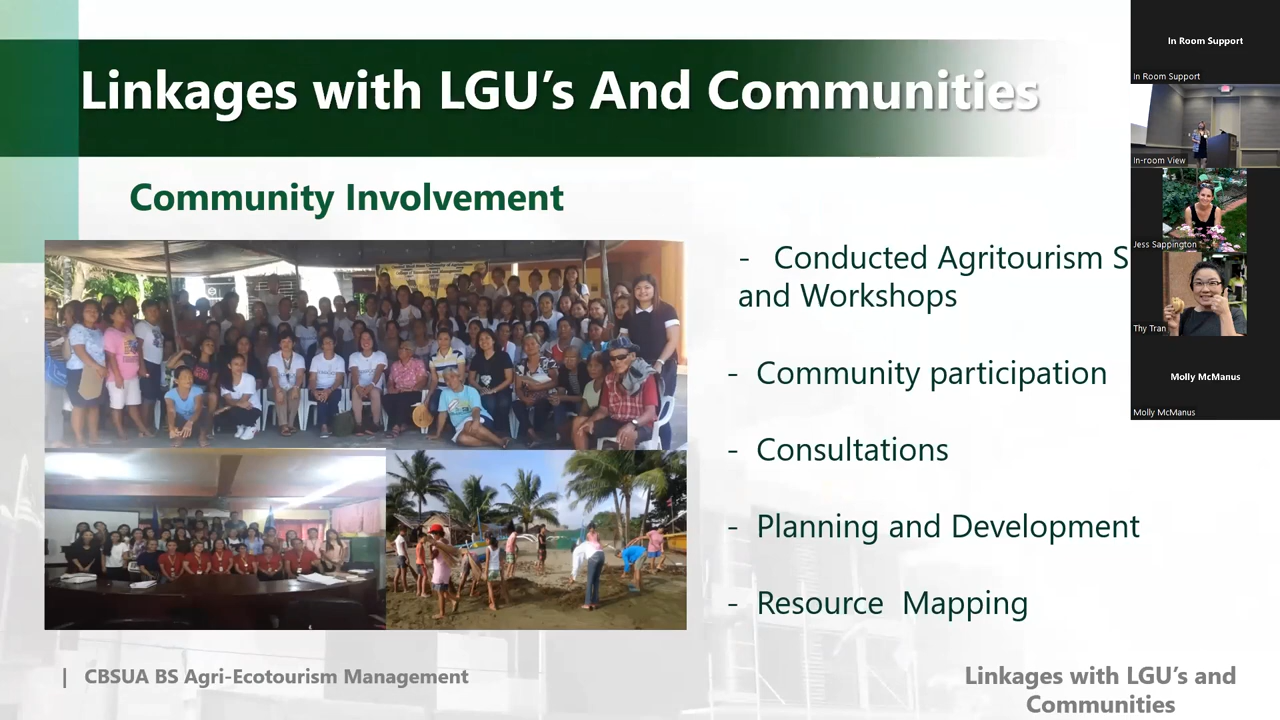 Linkages with LGU’s And Communities
Community Involvement
- Conducted Agritourism S
and Workshops
- Community participation
- Consultations
- Planning and Development
- Resource Mapping
| CBSUA BS Agri-Ecotourism Management
Linkages with LGU’s and
Communities
In Room Support
In Room Support
In-room View
Jess Sappington
Thy Tran
Molly McManus
Molly McManus